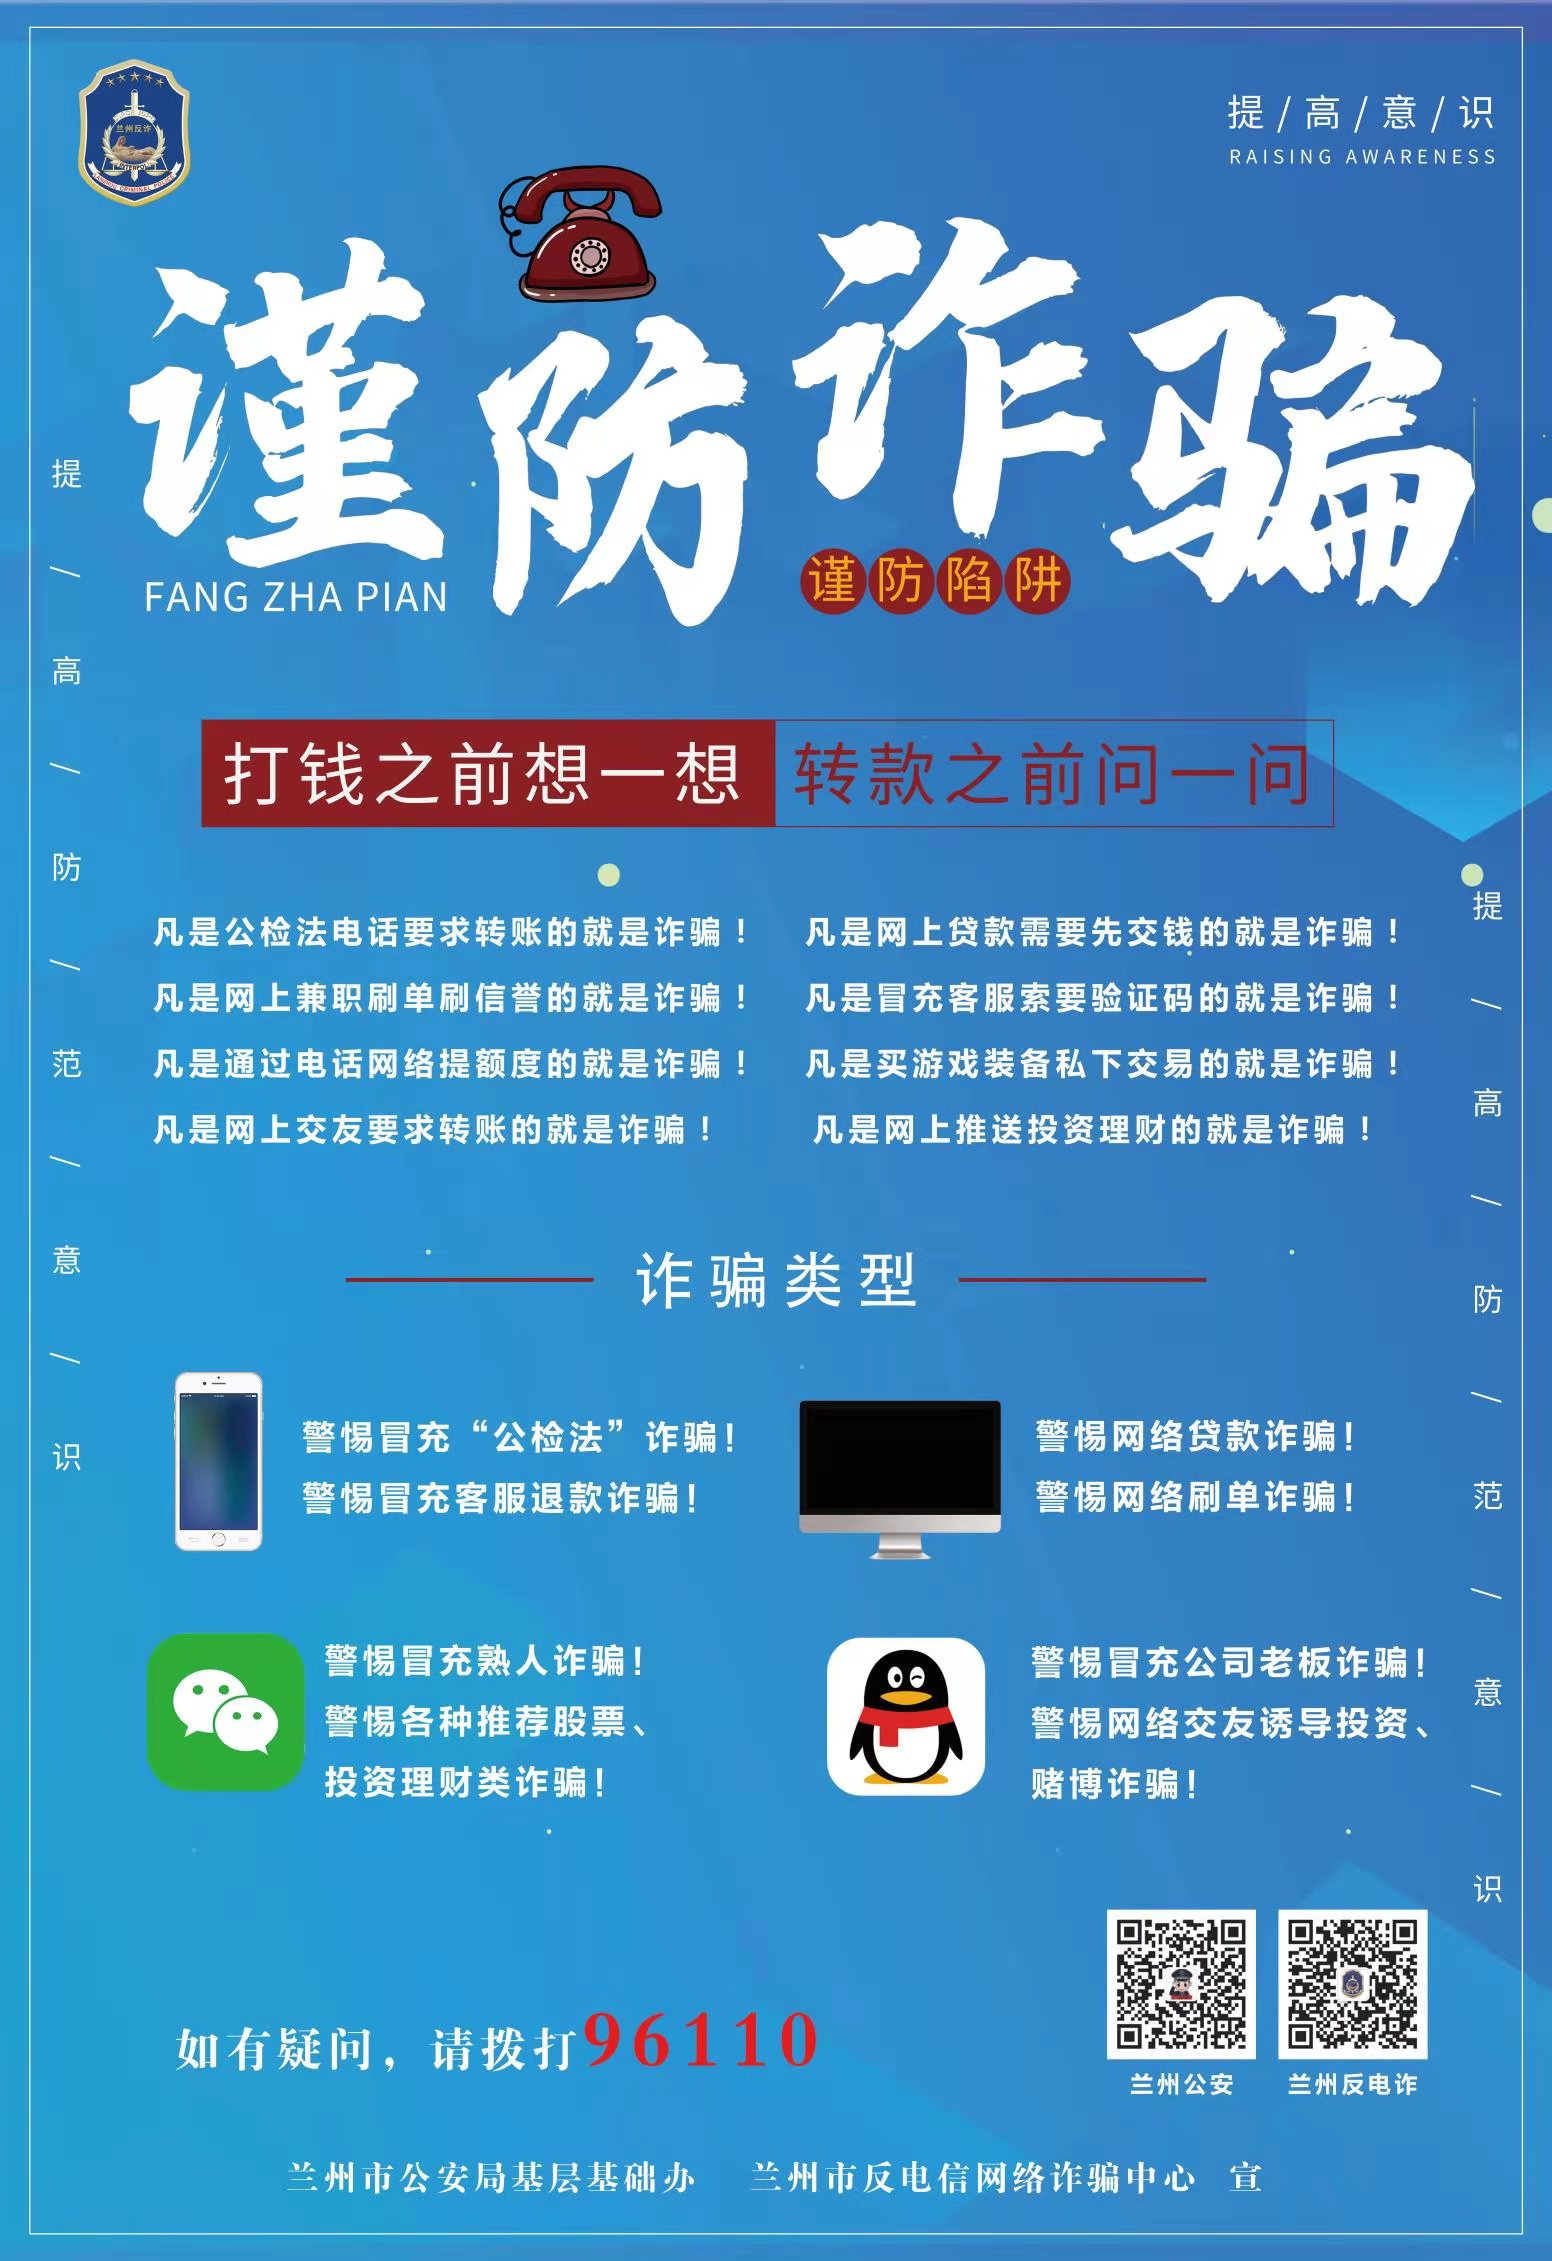 兰州反诈
INTERPOL
LANZHOU CRIMINAL POLICE
提/高/意/识
RAISING AWARENESS
谨防诈骗
FANG ZHA PIAN
谨防陷阱
提/高/防/范/意/识
打钱之前想一想 转款之前问一问
凡是公检法电话要求转账的就是诈骗！
凡是网上贷款需要先交钱的就是诈骗！
凡是网上兼职刷单刷信誉的就是诈骗！
凡是冒充客服索要验证码的就是诈骗！
凡是通过电话网络提额度的就是诈骗！
凡是买游戏装备私下交易的就是诈骗！
凡是网上交友要求转账的就是诈骗！
凡是网上推送投资理财的就是诈骗！
提/高/防/范/意/识
诈骗类型
警惕冒充“公检法”诈骗！
警惕冒充客服退款诈骗！
警惕网络贷款诈骗！
警惕网络刷单诈骗！
警惕冒充熟人诈骗！
警惕各种推荐股票、
投资理财类诈骗！
警惕冒充公司老板诈骗！
警惕网络交友诱导投资、
赌博诈骗！
如有疑问，请拨打96110
兰州公安
兰州反电诈
兰州市公安局基层基础办 兰州市反电信网络诈骗中心 宣